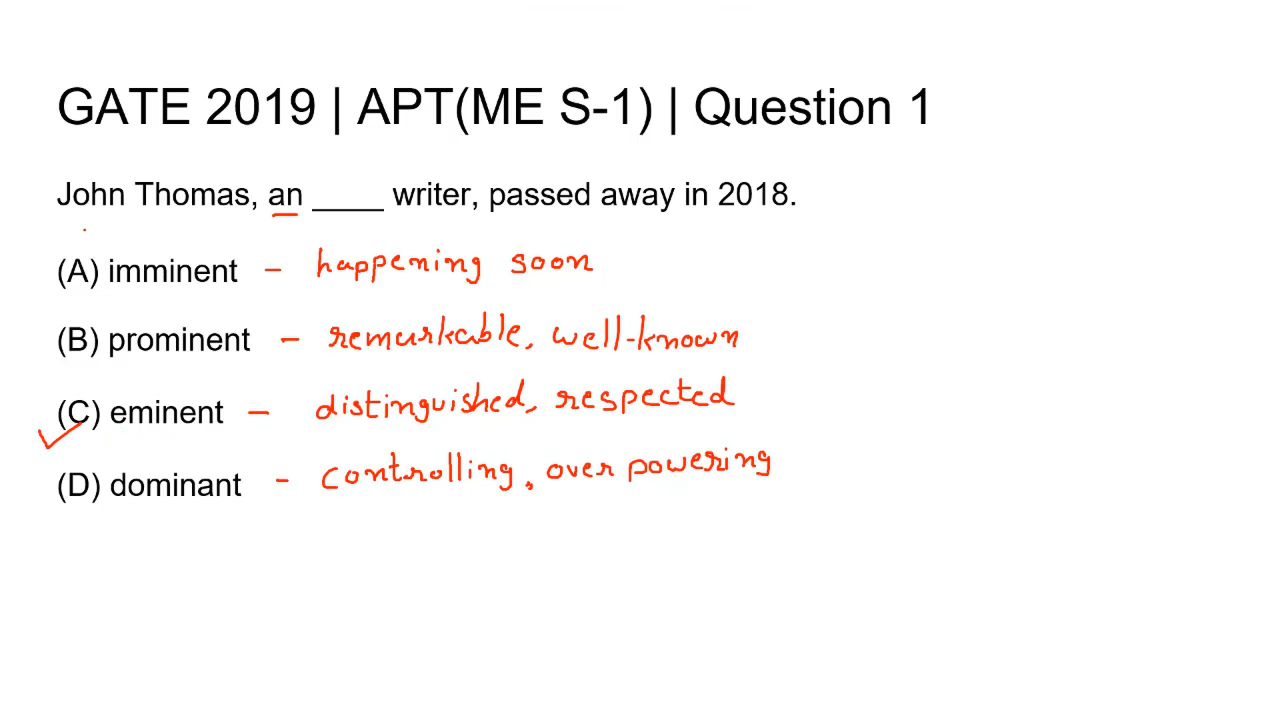 GATE 2019 | APT(ME S-1) | Question 1
John Thomas, an ____ writer, passed away in 2018.
(A) imminent - happening soon
(B) prominent - remarkable, well-known
(C) eminent - distinguished, respected
(D) dominant - controlling, over powering